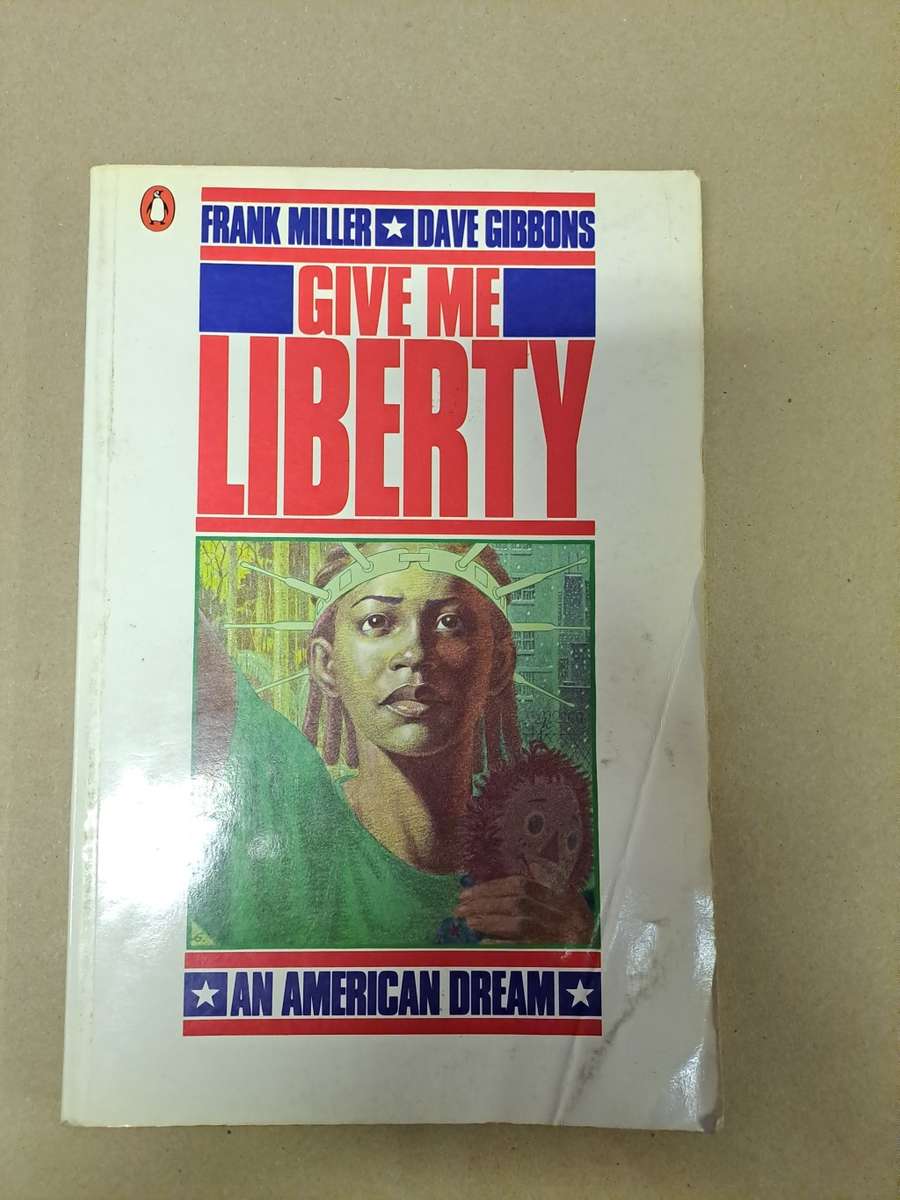 FRANK MILLER ★ DAVE GIBBONS
GIVE ME
LIBERTY
★ AN AMERICAN DREAM ★